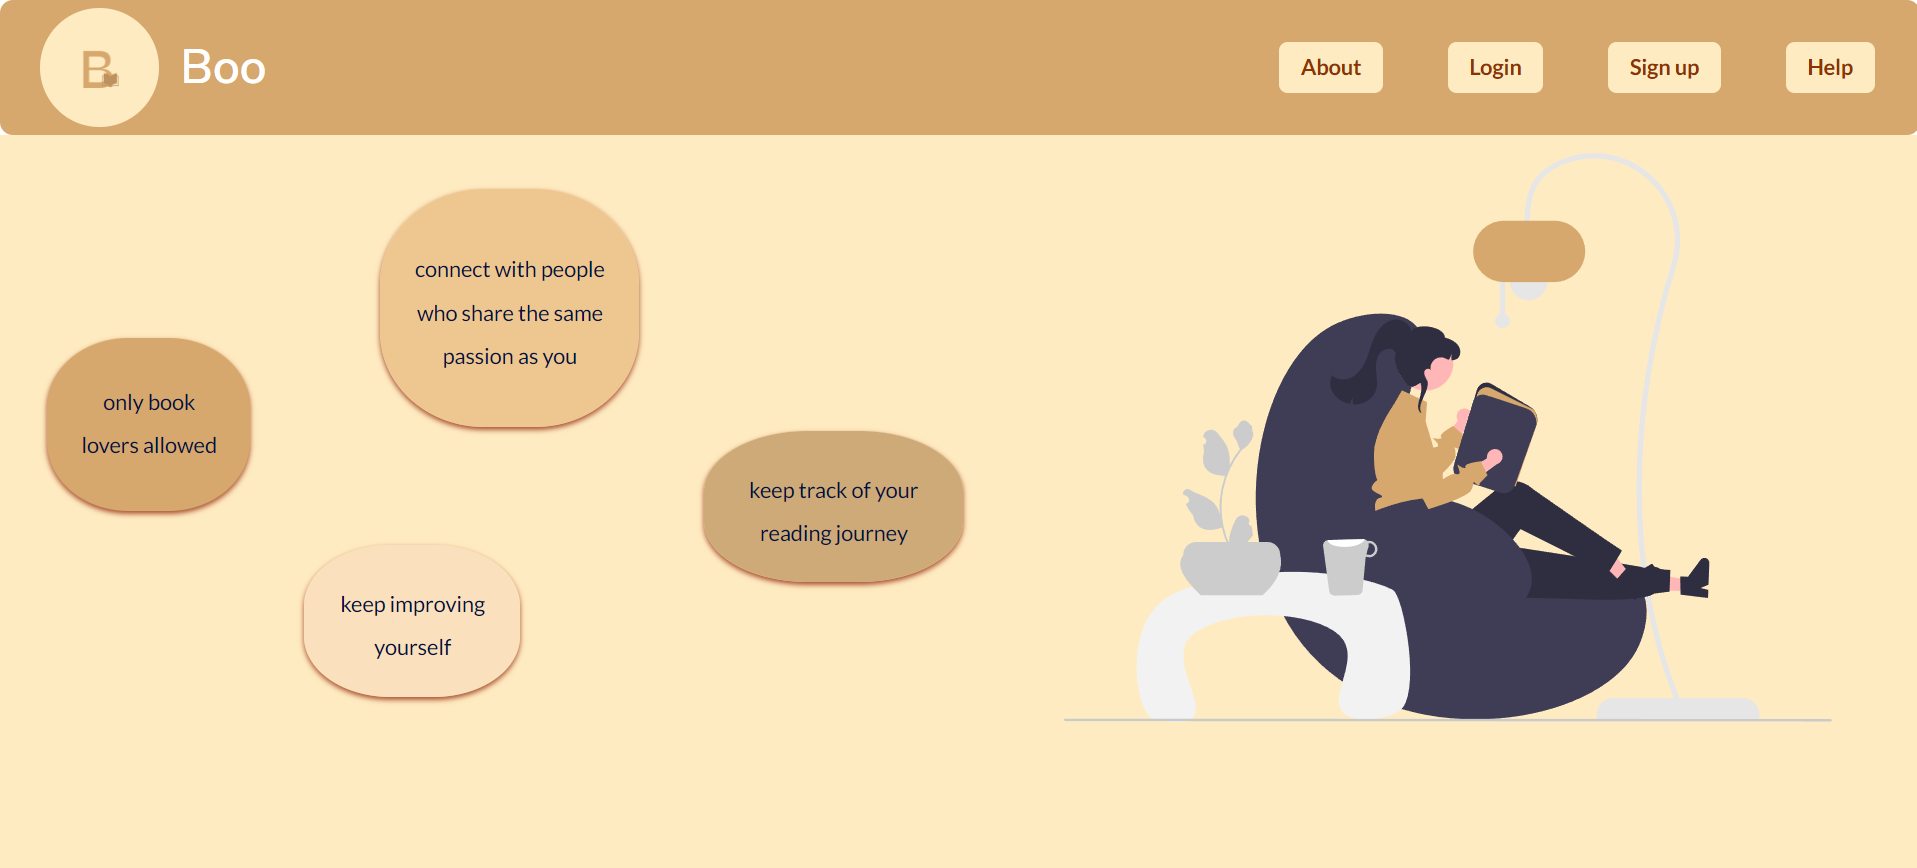 B
Boo
About
Login
Sign up
Help
connect with people
who share the same
passion as you
only book
lovers allowed
keep track of your
reading journey
keep improving
yourself